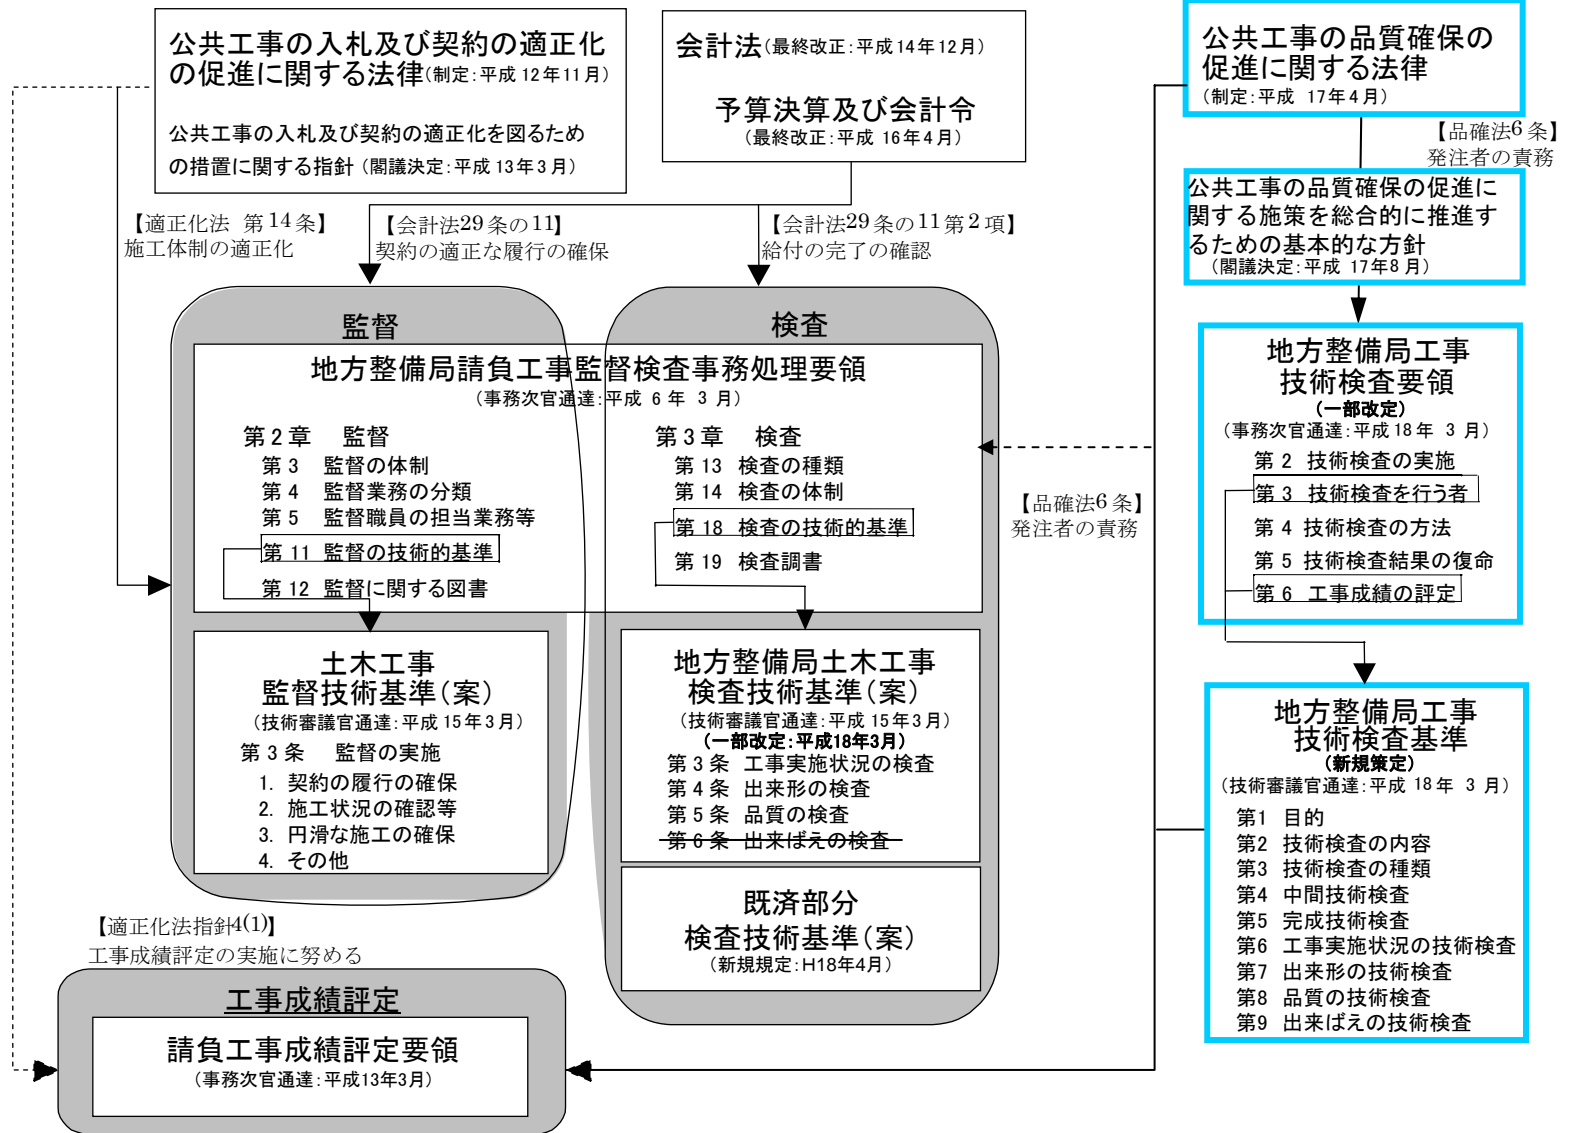 公共工事の入札及び契約の適正化
の促進に関する法律(制定:平成12年11月)
公共工事の入札及び契約の適正化を図るため
の措置に関する指針(閣議決定:平成13年3月)
会計法(最終改正:平成14年12月)
予算決算及び会計令
(最終改正:平成 16年4月)
公共工事の品質確保の
促進に関する法律
(制定:平成 17年4月)
【品確法6条】
発注者の責務
公共工事の品質確保の促進に
関する施策を総合的に推進す
るための基本的な方針
(閣議決定:平成 17年8月)
【適正化法 第14条】
施工体制の適正化
【会計法29条の11】
契約の適正な履行の確保
【会計法29条の11第2項】
給付の完了の確認
監督
検査
地方整備局請負工事監督検査事務処理要領
(事務次官通達:平成 6年 3月)
第2章 監督
第3 監督の体制
第4 監督業務の分類
第5 監督職員の担当業務等
第11 監督の技術的基準
第12 監督に関する図書
第3章 検査
第13 検査の種類
第14 検査の体制
第18 検査の技術的基準
第19 検査調書
【品確法6条】
発注者の責務
地方整備局工事
技術検査要領
(一部改定)
(事務次官通達:平成18年 3月)
第2 技術検査の実施
第3 技術検査を行う者
第4 技術検査の方法
第5 技術検査結果の復命
第6 工事成績の評定
土木工事
監督技術基準(案)
(技術審議官通達:平成15年3月)
第3条 監督の実施
1. 契約の履行の確保
2. 施工状況の確認等
3. 円滑な施工の確保
4. その他
地方整備局土木工事
検査技術基準(案)
(技術審議官通達:平成15年3月)
(一部改定:平成18年3月)
第3条 工事実施状況の検査
第4条 出来形の検査
第5条 品質の検査
第6条 出来ばえの検査
既済部分
検査技術基準(案)
(新規規定:H18年4月)
地方整備局工事
技術検査基準
(新規策定)
(技術審議官通達:平成 18年 3月)
第1 目的
第2 技術検査の内容
第3 技術検査の種類
第4 中間技術検査
第5 完成技術検査
第6 工事実施状況の技術検査
第7 出来形の技術検査
第8 品質の技術検査
第9 出来ばえの技術検査
【適正化法指針4(1)】
工事成績評定の実施に努める
工事成績評定
請負工事成績評定要領
(事務次官通達:平成13年3月)